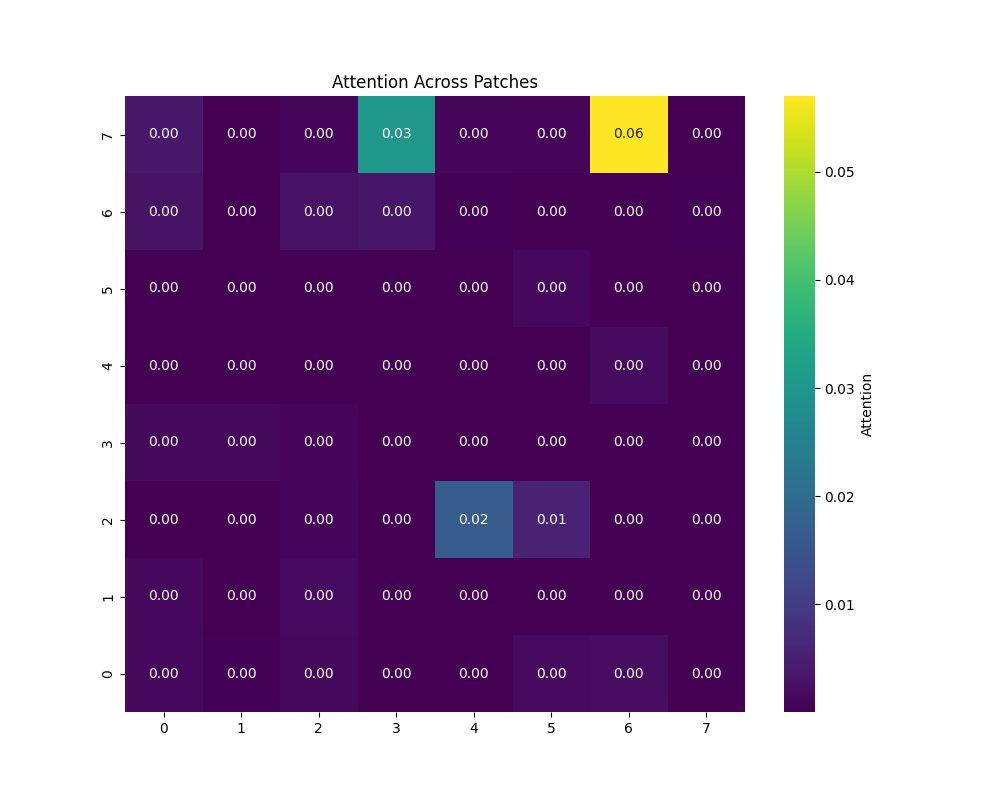 Attention Across Patches
7 0.00 0.00 0.00 0.03 0.00 0.00 0.06 0.00
0.05
6 0.00 0.00 0.00 0.00 0.00 0.00 0.00 0.00
5 0.00 0.00 0.00 0.00 0.00 0.00 0.00 0.00
0.04
4 0.00 0.00 0.00 0.00 0.00 0.00 0.00 0.00
0.03
Attention
3 0.00 0.00 0.00 0.00 0.00 0.00 0.00 0.00
0.02
2 0.00 0.00 0.00 0.00 0.02 0.01 0.00 0.00
1 0.00 0.00 0.00 0.00 0.00 0.00 0.00 0.00
0.01
0 0.00 0.00 0.00 0.00 0.00 0.00 0.00 0.00
0 1 2 3 4 5 6 7